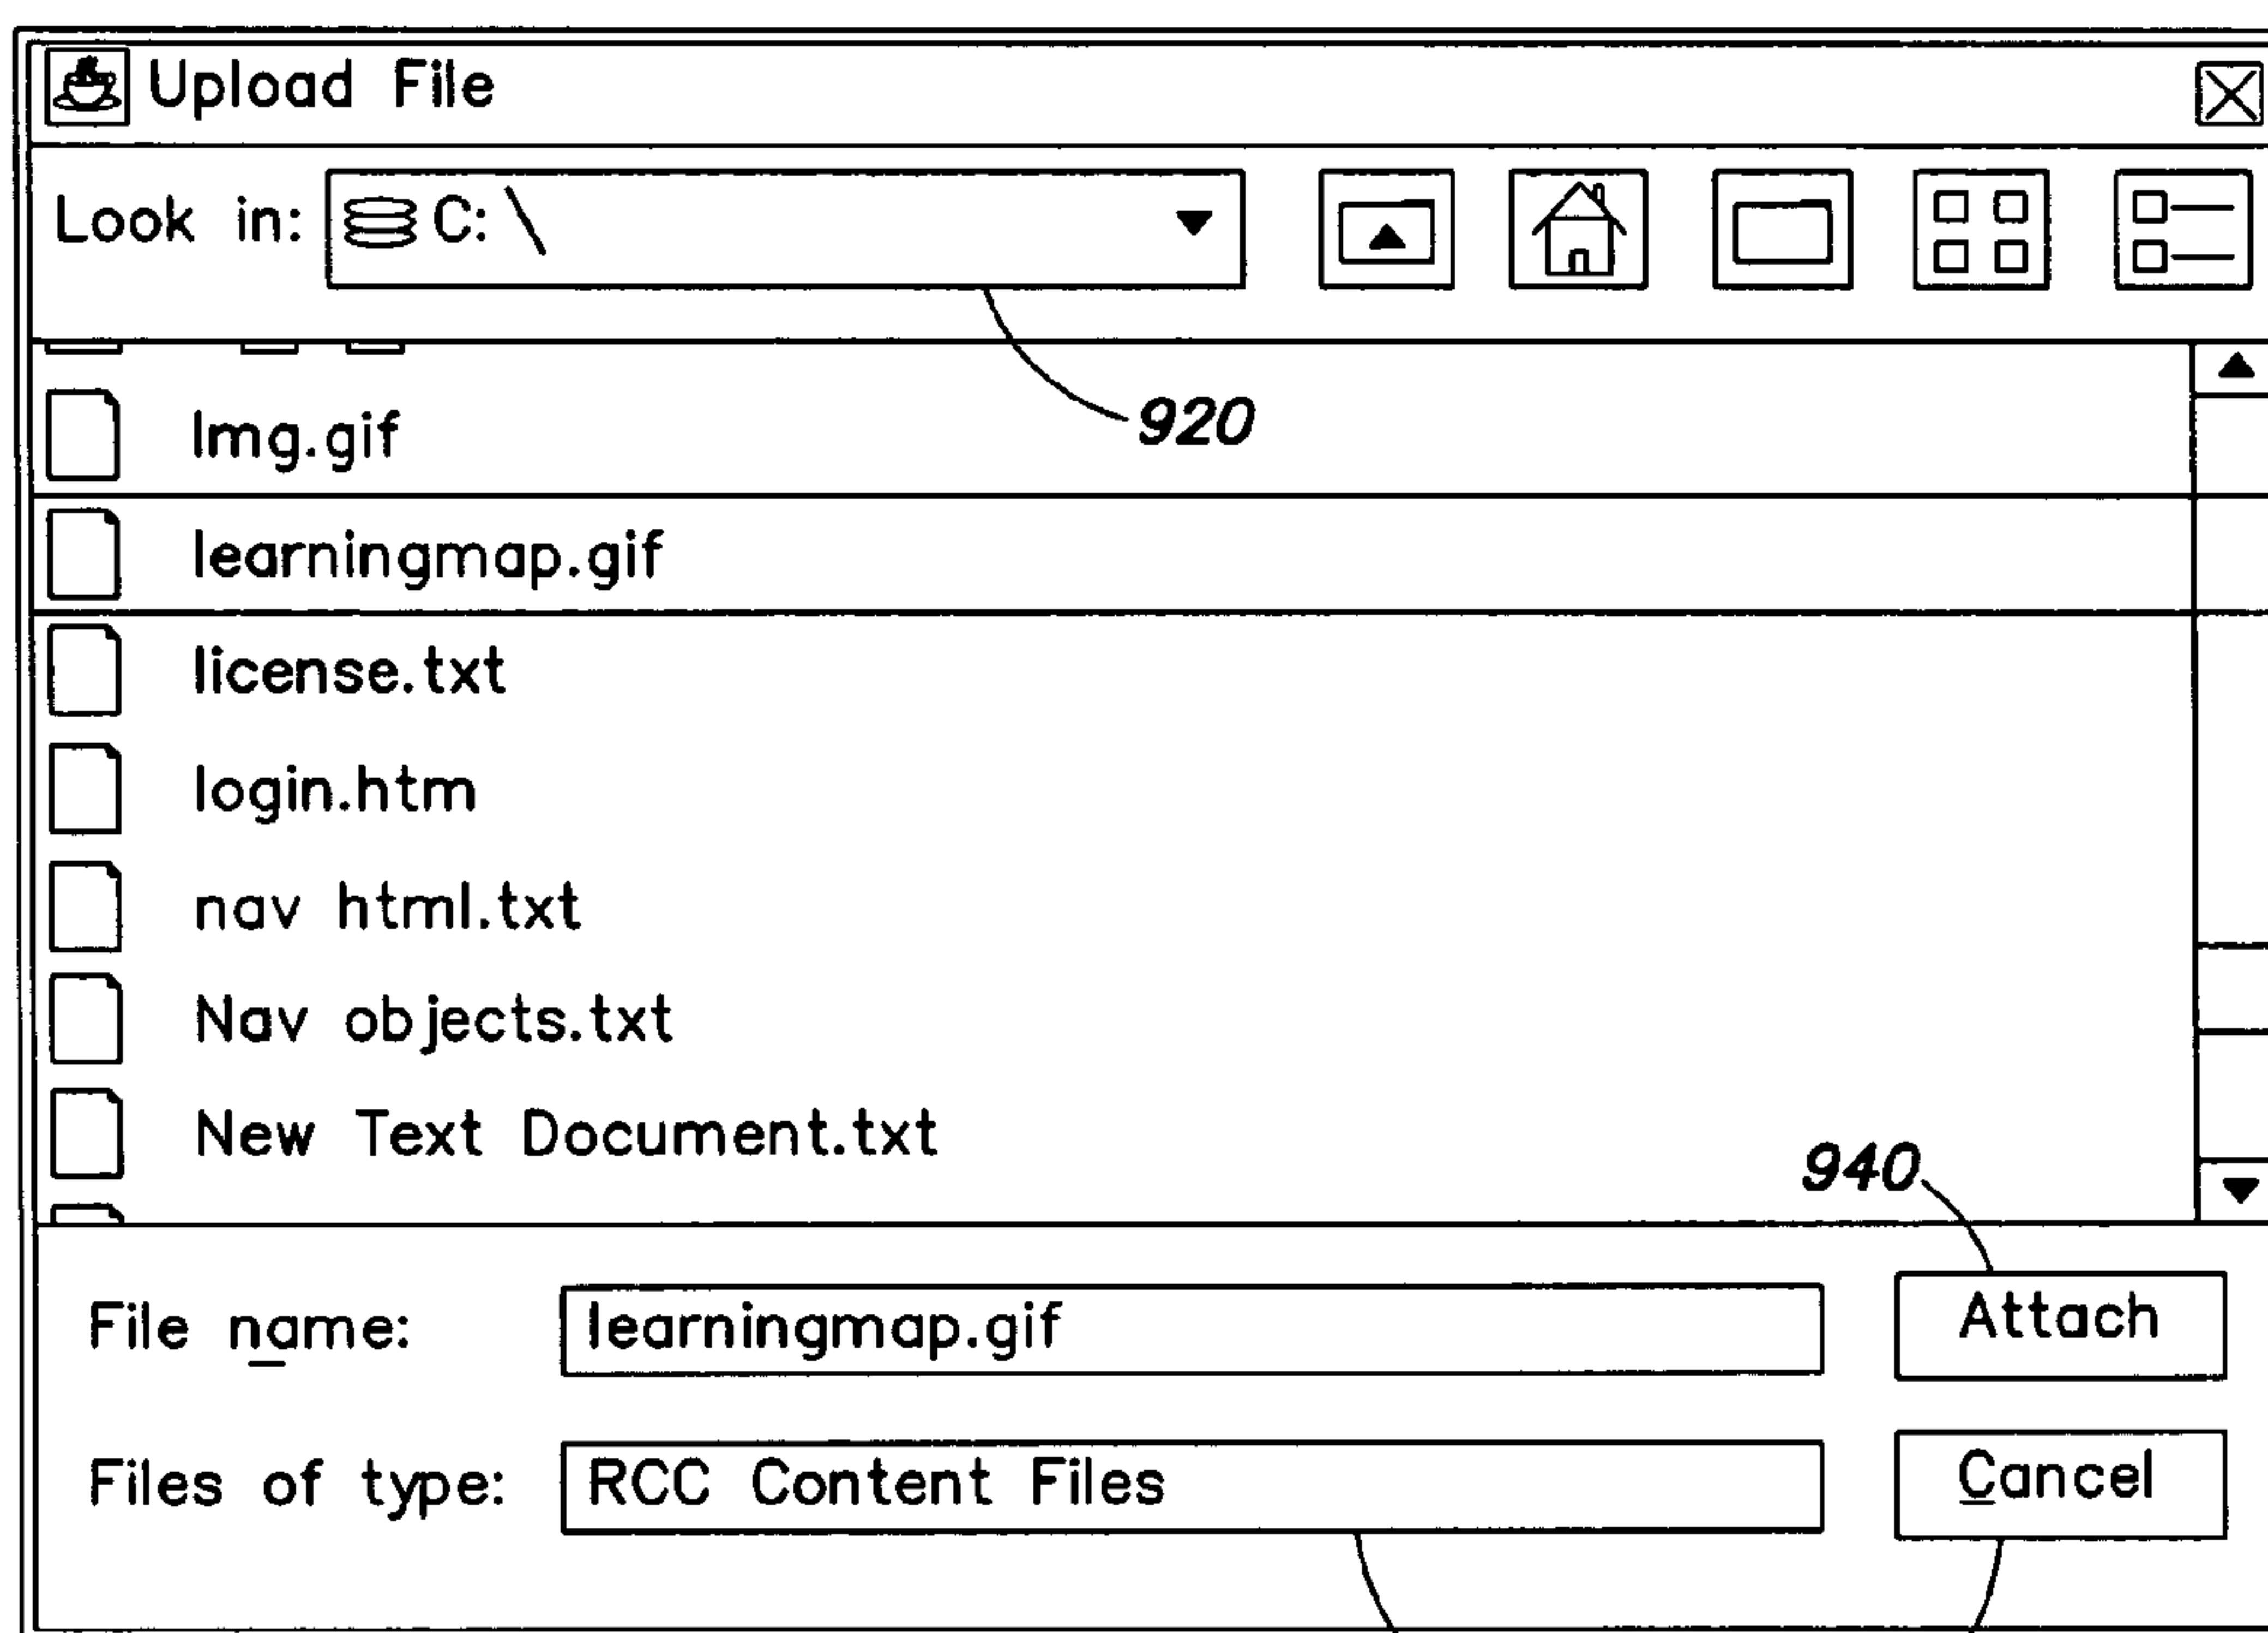 Upload File
Look in: C:\
920
Img.gif
learningmap.gif
license.txt
login.htm
nav html.txt
Nav objects.txt
New Text Document.txt
940
File name: learningmap.gif Attach
Files of type: RCC Content Files Cancel